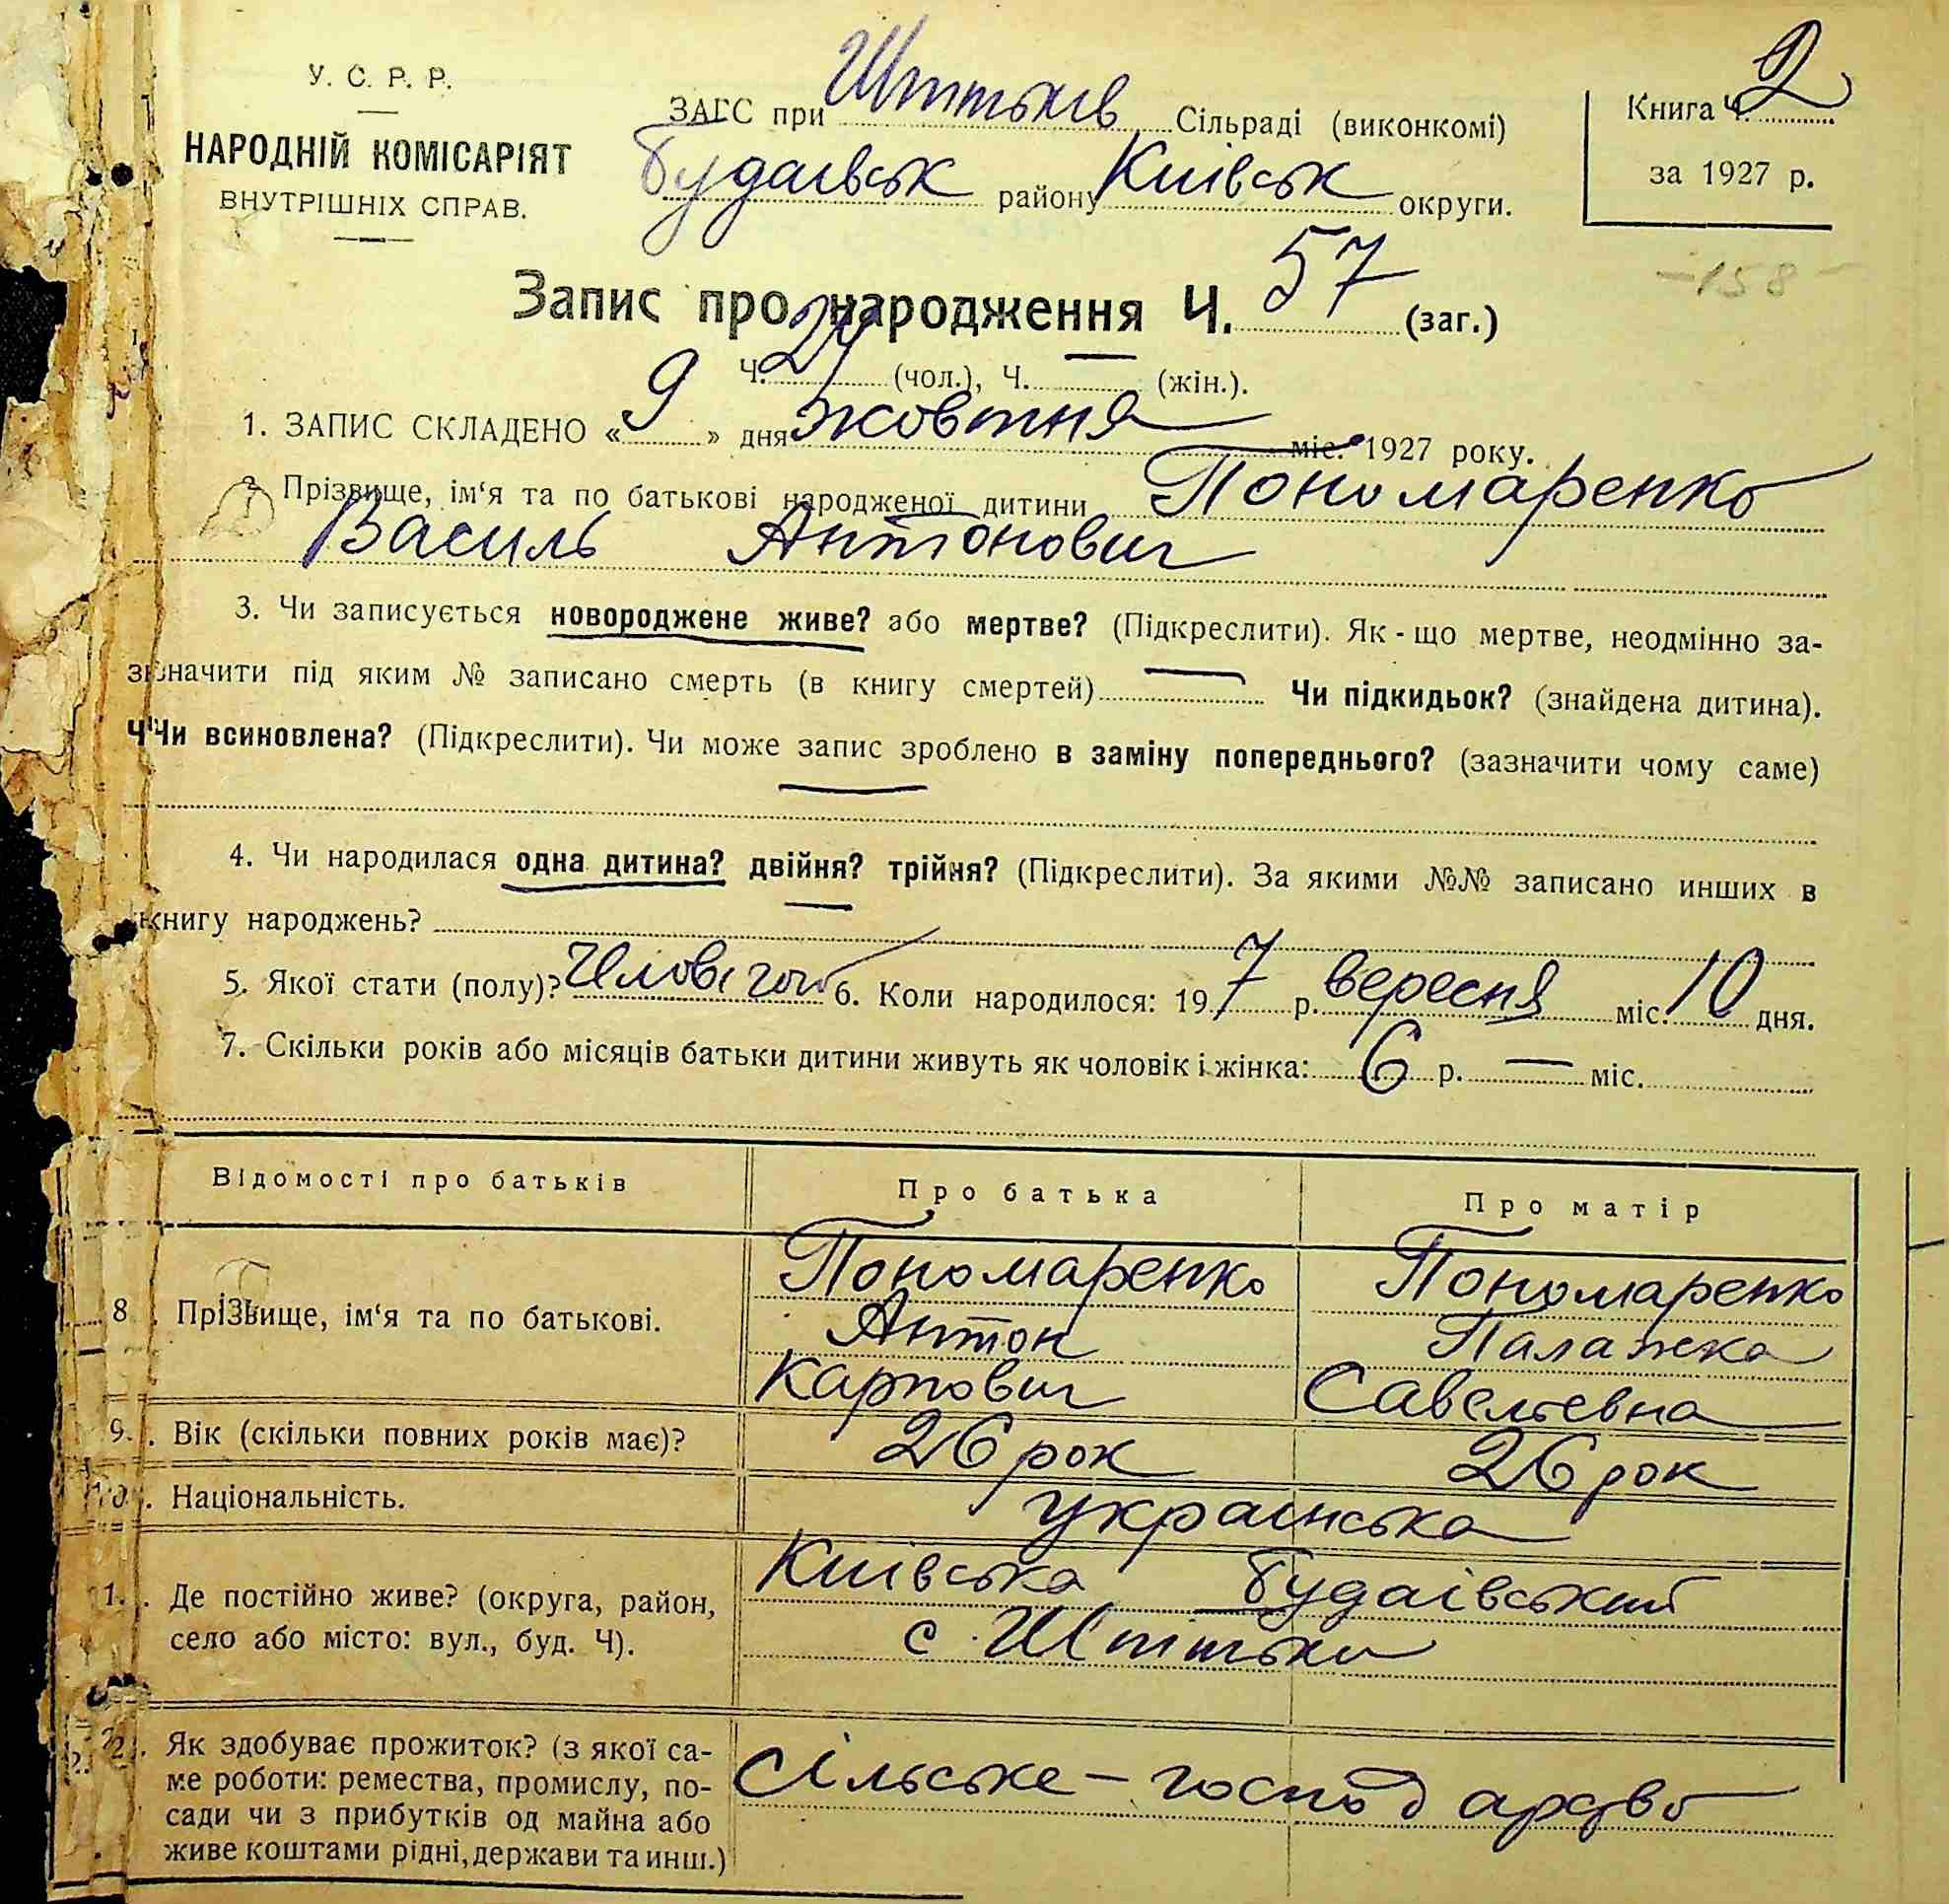 У. С. Р. Р.
НАРОДНІЙ КОМІСАРІЯТ
ВНУТРІШНІХ СПРАВ.
ЗАГС при Шпитьків Сільраді (виконкомі)
Будаївськ району Київськ округи.
Книга Ч. 2
за 1927 р.
Запис про народження Ч. 57 (заг.)
-158-
Ч. 24 (чол.), Ч. — (жін.).
1. ЗАПИС СКЛАДЕНО «9» дня жовтня міс. 1927 року.
2. Прізвище, ім‘я та по батькові народженої дитини Пономаренко
Василь Антонович
3. Чи записується новороджене живе? або мертве? (Підкреслити). Як-що мертве, неодмінно за-
значити під яким № записано смерть (в книгу смертей) — Чи підкидьок? (знайдена дитина).
Чи всиновлена? (Підкреслити). Чи може запис зроблено в заміну попереднього? (зазначити чому саме)
—
4. Чи народилася одна дитина? двійня? трійня? (Підкреслити). За якими №№ записано инших в
книгу народжень? —
5. Якої стати (полу)? 6. Коли народилося: 197 р. вересня міс. 10 дня.
7. Скільки років або місяців батьки дитини живуть як чоловік і жінка: 6 р. — міс.
Відомості про батьків Про батька Про матір
8. Прізвище, ім‘я та по батькові.
Пономаренко
Антон
Карпович
Пономаренко
Палажка
Савельевна
9. Вік (скільки повних років має)? 26 рок 26 рок
10. Національність. українська
11. Де постійно живе? (округа, район,
село або місто: вул., буд. Ч).
Київська Будаівський
с. Шпитьки
12. Як здобуває прожиток? (з якої са-
ме роботи: ремества, промислу, по-
сади чи з прибутків од майна або
живе коштами рідні, держави та инш.)
Сільське-господарство